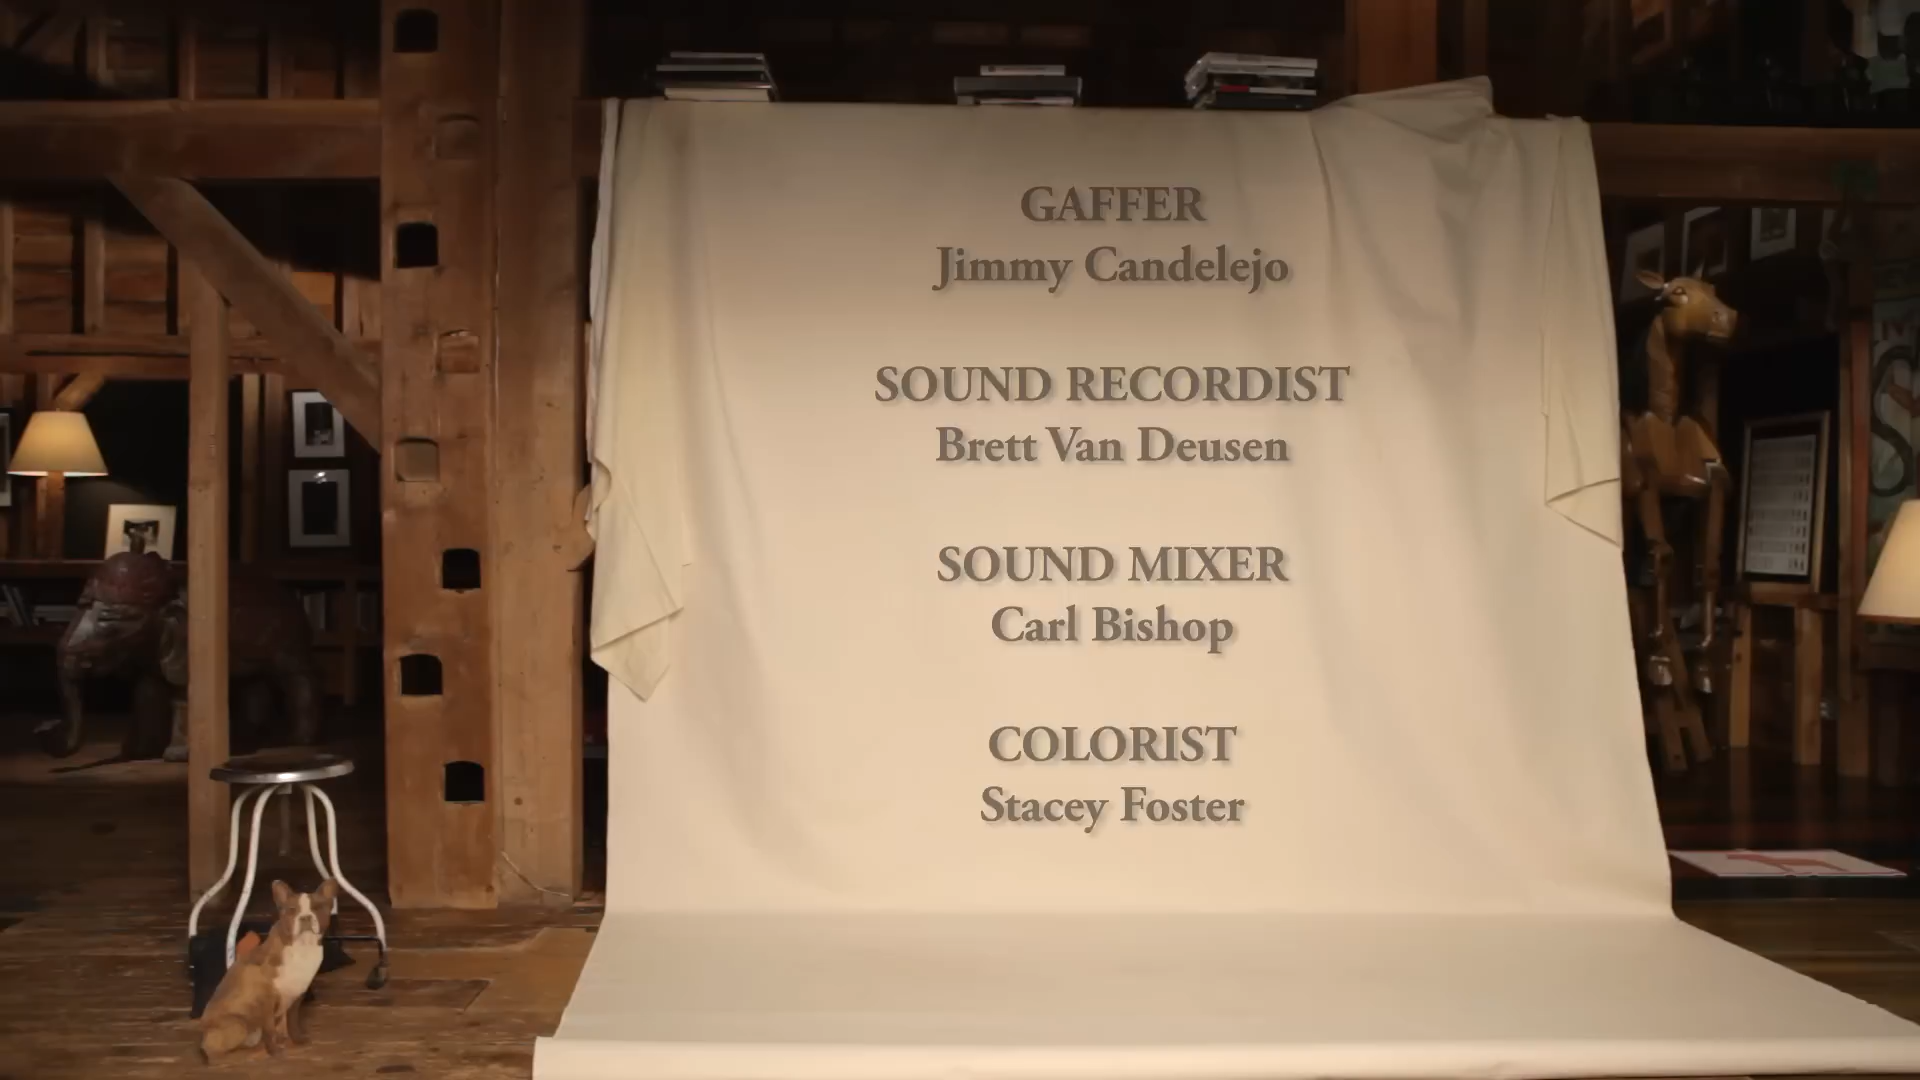 GAFFER
Jimmy Candelejo
SOUND RECORDIST
Brett Van Deusen
SOUND MIXER
Carl Bishop
COLORIST
Stacey Foster